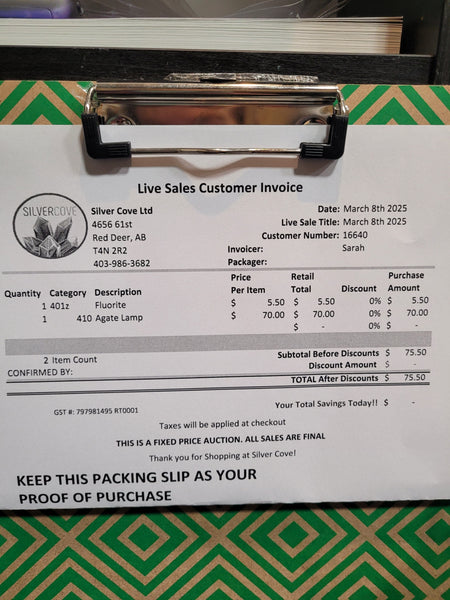 Live Sales Customer Invoice
SILVERCOVE
Silver Cove Ltd
4656 61st
Red Deer, AB
T4N 2R2
403-986-3682
Date: March 8th 2025
Live Sale Title: March 8th 2025
Customer Number: 16640
Invoicer: Sarah
Packager:
Quantity Category Description Price Per Item Retail Total Discount Purchase Amount
1 401z Fluorite $ 5.50 $ 5.50 0% $ 5.50
1 410 Agate Lamp $ 70.00 $ 70.00 0% $ 70.00
$ - 0% $ -
2 Item Count Subtotal Before Discounts $ 75.50
CONFIRMED BY: Discount Amount $ -
TOTAL After Discounts $ 75.50
GST #: 797981495 RT0001 Your Total Savings Today!! $ -
Taxes will be applied at checkout
THIS IS A FIXED PRICE AUCTION. ALL SALES ARE FINAL
Thank you for Shopping at Silver Cove!
KEEP THIS PACKING SLIP AS YOUR
PROOF OF PURCHASE